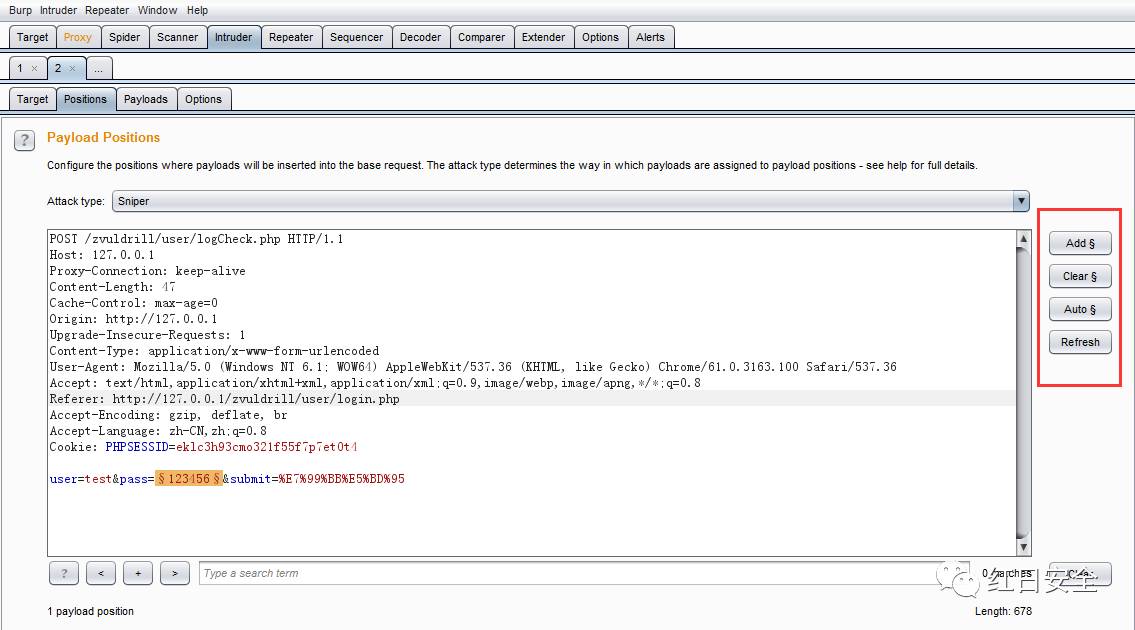 Burp Intruder Repeater Window Help
Target Proxy Spider Scanner Intruder Repeater Sequencer Decoder Comparer Extender Options Alerts
1 × 2 × ...
Target Positions Payloads Options
? Payload Positions
Configure the positions where payloads will be inserted into the base request. The attack type determines the way in which payloads are assigned to payload positions - see help for full details.
Attack type: Sniper
POST /zvuldrill/user/logCheck.php HTTP/1.1
Host: 127.0.0.1
Proxy-Connection: keep-alive
Content-Length: 47
Cache-Control: max-age=0
Origin: http://127.0.0.1
Upgrade-Insecure-Requests: 1
Content-Type: application/x-www-form-urlencoded
User-Agent: Mozilla/5.0 (Windows NT 6.1; WOW64) AppleWebKit/537.36 (KHTML, like Gecko) Chrome/61.0.3163.100 Safari/537.36
Accept: text/html,application/xhtml+xml,application/xml;q=0.9,image/webp,image/apng,*/*;q=0.8
Referer: http://127.0.0.1/zvuldrill/user/login.php
Accept-Encoding: gzip, deflate, br
Accept-Language: zh-CN,zh;q=0.8
Cookie: PHPSESSID=eklc3h93cmo321f55f7p7et0t4
user=test&pass=§123456§&submit=%E7%99%BB%E5%BD%95
Add §
Clear §
Auto §
Refresh
? < + > Type a search term 0 matches Clear
红日安全
1 payload position Length: 678